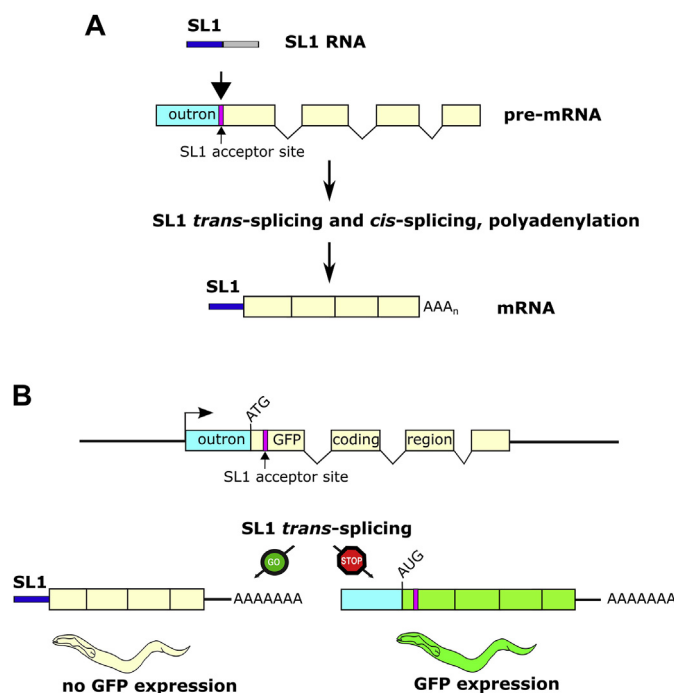 A
SL1
SL1 RNA
outron
pre-mRNA
SL1 acceptor site
SL1 trans-splicing and cis-splicing, polyadenylation
SL1
AAAn
mRNA
B
ATG
outron GFP coding region
SL1 acceptor site
SL1 trans-splicing
GO STOP
AUG
SL1
AAAAAAA
AAAAAAA
no GFP expression
GFP expression